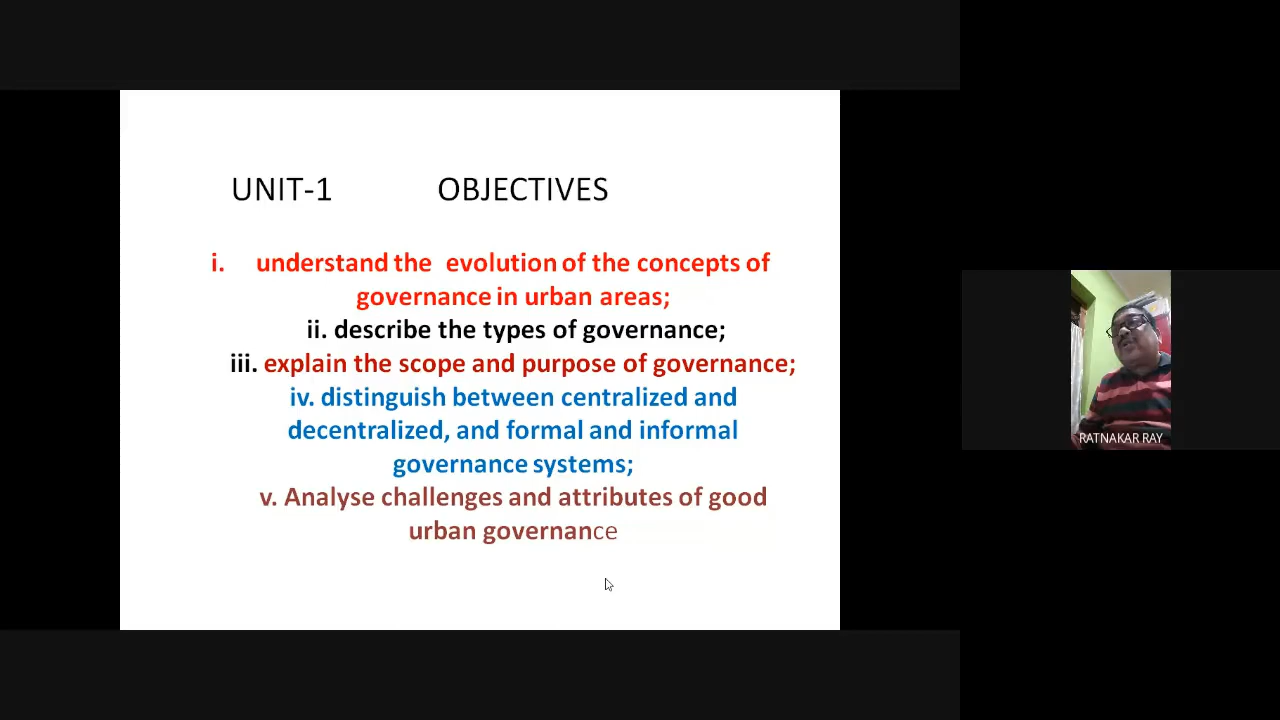 UNIT-1 OBJECTIVES
i. understand the evolution of the concepts of
governance in urban areas;
ii. describe the types of governance;
iii. explain the scope and purpose of governance;
iv. distinguish between centralized and
decentralized, and formal and informal
governance systems;
v. Analyse challenges and attributes of good
urban governance
RATNAKAR RAY